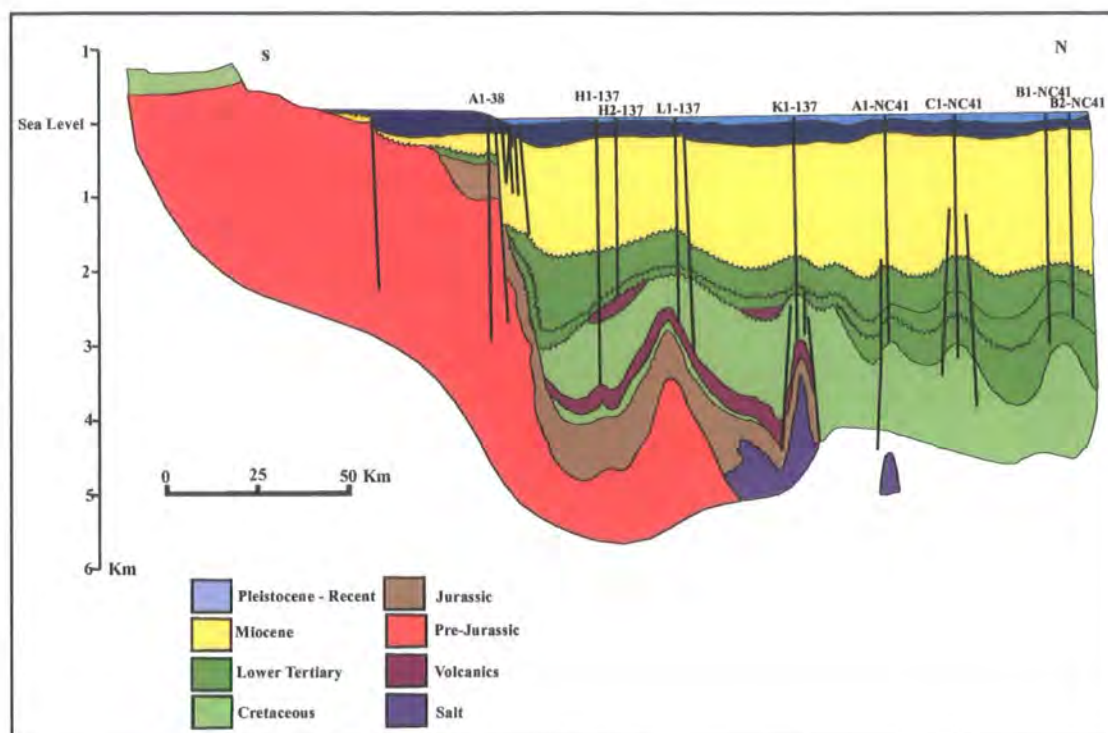 S
N
1
A1-38
H1-137
H2-137
L1-137
K1-137
A1-NC41
C1-NC41
B1-NC41
B2-NC41
Sea Level
1
2
3
4
5
6 Km
0 25 50 Km
Pleistocene - Recent
Miocene
Lower Tertiary
Cretaceous
Jurassic
Pre-Jurassic
Volcanics
Salt